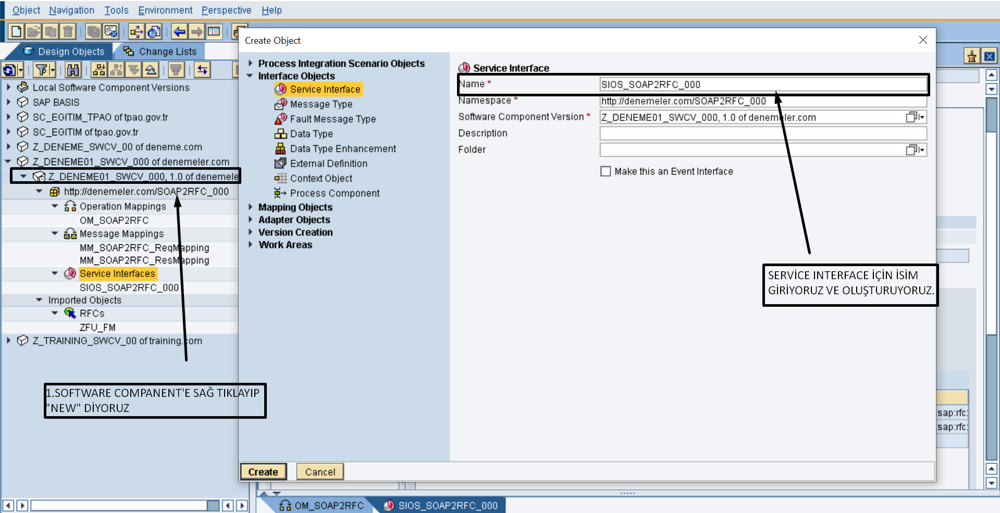 Object Navigation Tools Environment Perspective Help
Design Objects Change Lists
Local Software Component Versions
SAP BASIS
SC_EGITIM_TPAO of tpao.gov.tr
SC_EGITIM of tpao.gov.tr
Z_DENEME_SWCV_00 of deneme.com
Z_DENEME01_SWCV_000 of denemeler.com
Z_DENEME01_SWCV_000, 1.0 of denemele
http://denemeler.com/SOAP2RFC_000
Operation Mappings
OM_SOAP2RFC
Message Mappings
MM_SOAP2RFC_ReqMapping
MM_SOAP2RFC_ResMapping
Service Interfaces
SIOS_SOAP2RFC_000
Imported Objects
RFCs
ZFU_FM
Z_TRAINING_SWCV_00 of training.com
1.SOFTWARE COMPANENT'E SAĞ TIKLAYIP
"NEW" DİYORUZ
Create Object
Process Integration Scenario Objects
Interface Objects
Service Interface
Message Type
Fault Message Type
Data Type
Data Type Enhancement
External Definition
Context Object
Process Component
Mapping Objects
Adapter Objects
Version Creation
Work Areas
Service Interface
Name * SIOS_SOAP2RFC_000
Namespace * http://denemeler.com/SOAP2RFC_000
Software Component Version * Z_DENEME01_SWCV_000, 1.0 of denemeler.com
Description
Folder
Make this an Event Interface
SERVİCE INTERFACE İÇİN İSİM
GİRİYORUZ VE OLUŞTURUYORUZ.
:sap:rfc:
:sap:rfc:
Create Cancel
OM_SOAP2RFC SIOS_SOAP2RFC_000